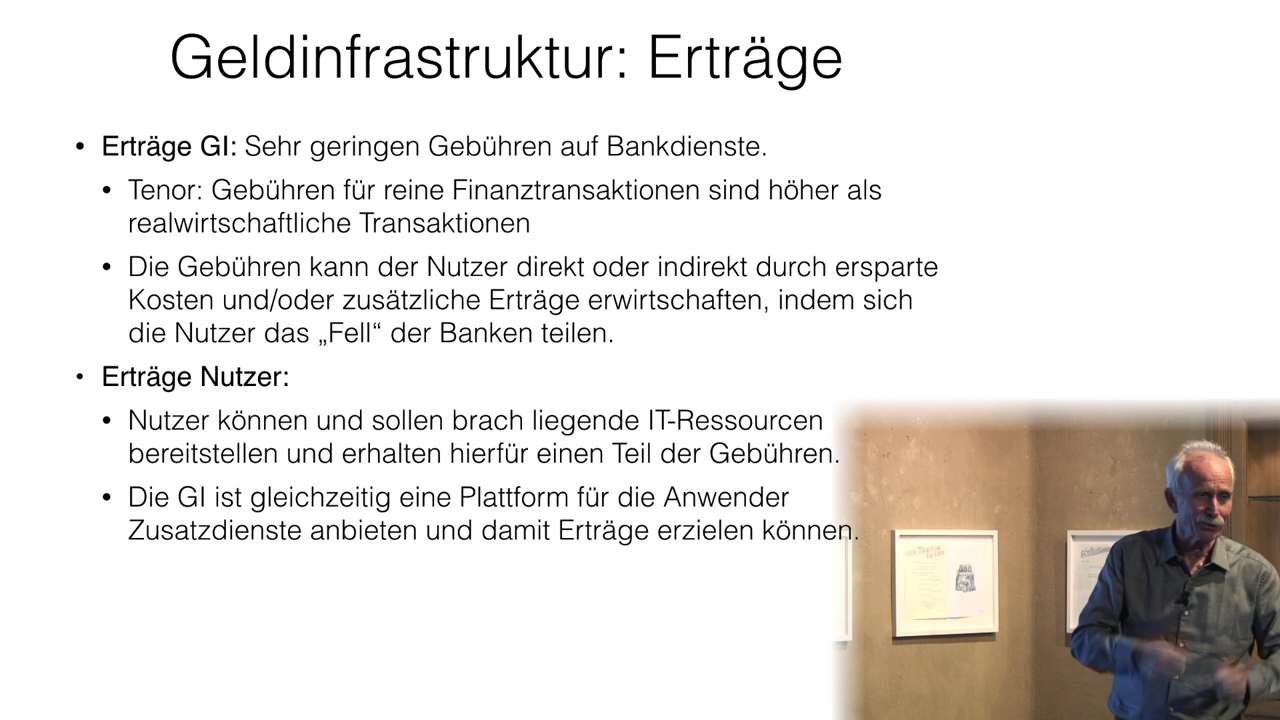 Geldinfrastruktur: Erträge
• Erträge GI: Sehr geringen Gebühren auf Bankdienste.
• Tenor: Gebühren für reine Finanztransaktionen sind höher als
realwirtschaftliche Transaktionen
• Die Gebühren kann der Nutzer direkt oder indirekt durch ersparte
Kosten und/oder zusätzliche Erträge erwirtschaften, indem sich
die Nutzer das „Fell“ der Banken teilen.
• Erträge Nutzer:
• Nutzer können und sollen brach liegende IT-Ressourcen
bereitstellen und erhalten hierfür einen Teil der Gebühren.
• Die GI ist gleichzeitig eine Plattform für die Anwender
Zusatzdienste anbieten und damit Erträge erzielen können.